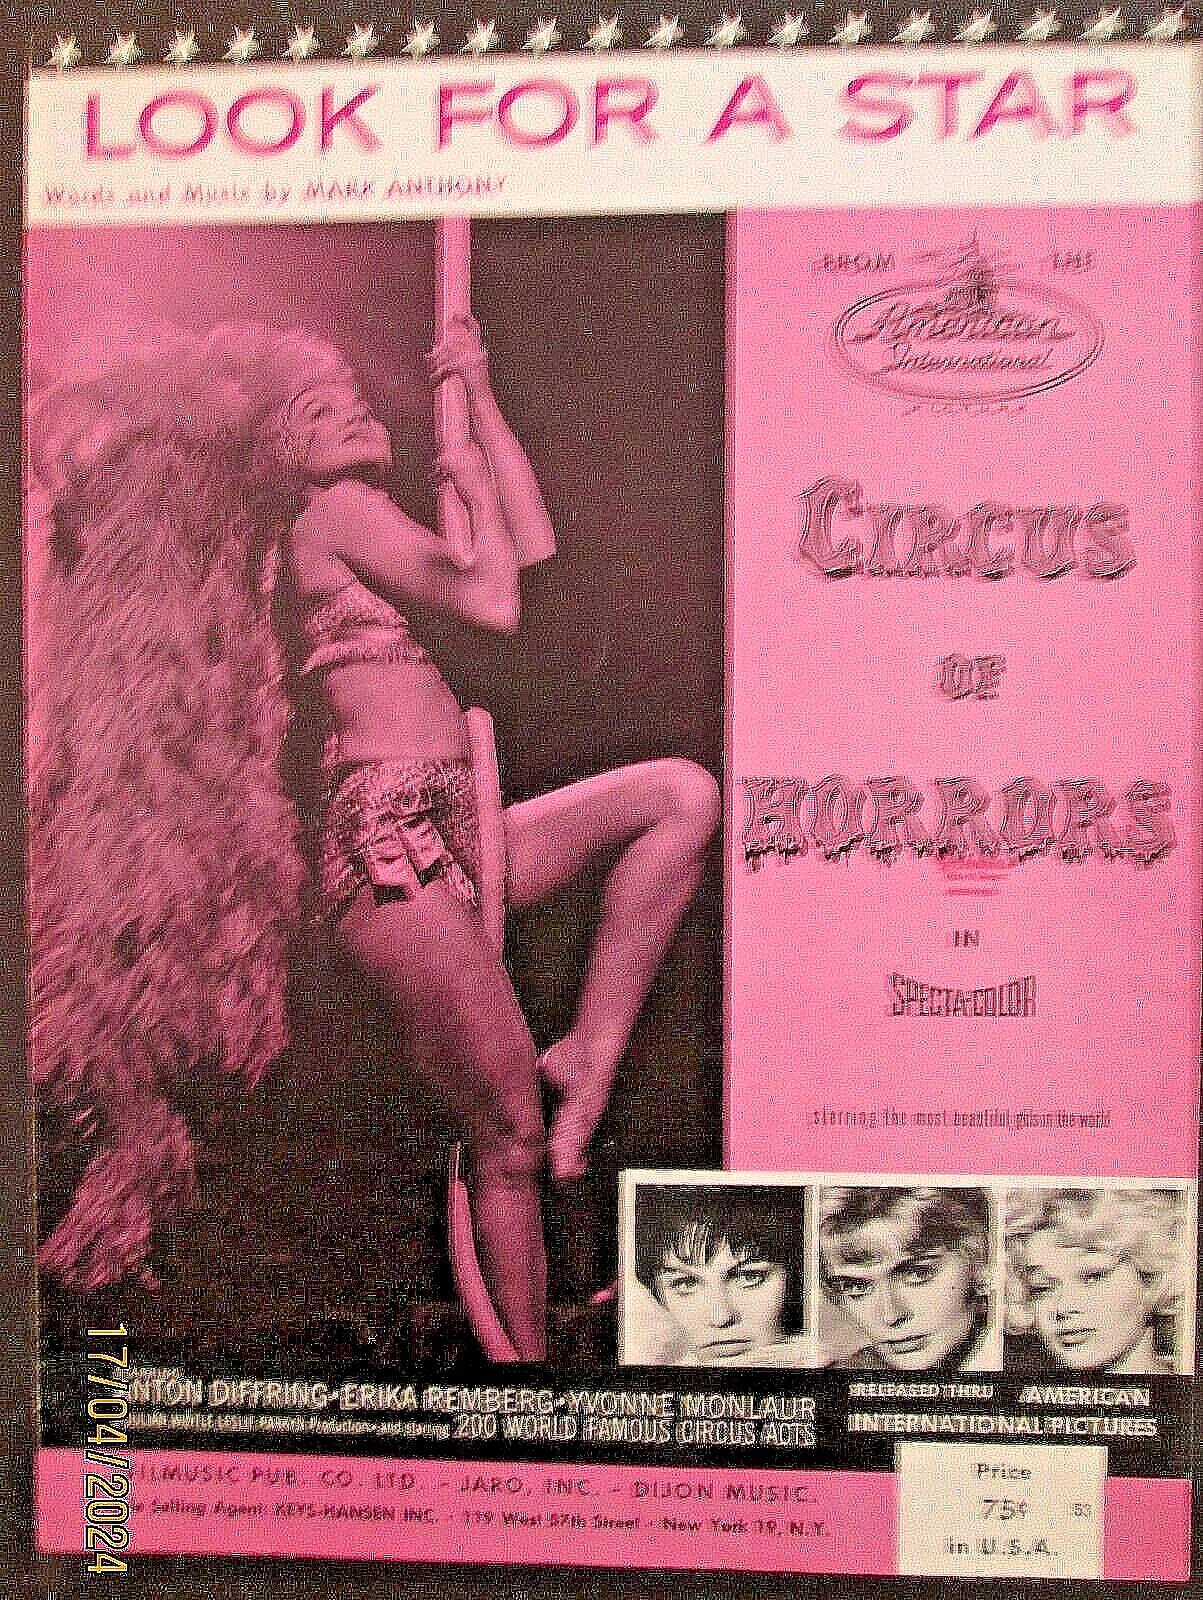 LOOK FOR A STAR
Words and Music by MARK ANTHONY
FROM THE
American
International
PICTURE
CIRCUS
OF
HORRORS
IN
SPECTA-COLOR
starring the most beautiful girls in the world
ANTON DIFFRING-ERIKA REMBERG-YVONNE MONLAUR
200 WORLD FAMOUS CIRCUS ACTS
RELEASED THRU AMERICAN
INTERNATIONAL PICTURES
FILMUSIC PUB. CO. LTD. - JARO, INC. - DIJON MUSIC
Selling Agent: KEYS-HANSEN INC. - 119 West 57th Street - New York 19, N.Y.
Price
75¢
in U.S.A.
17/04/2024